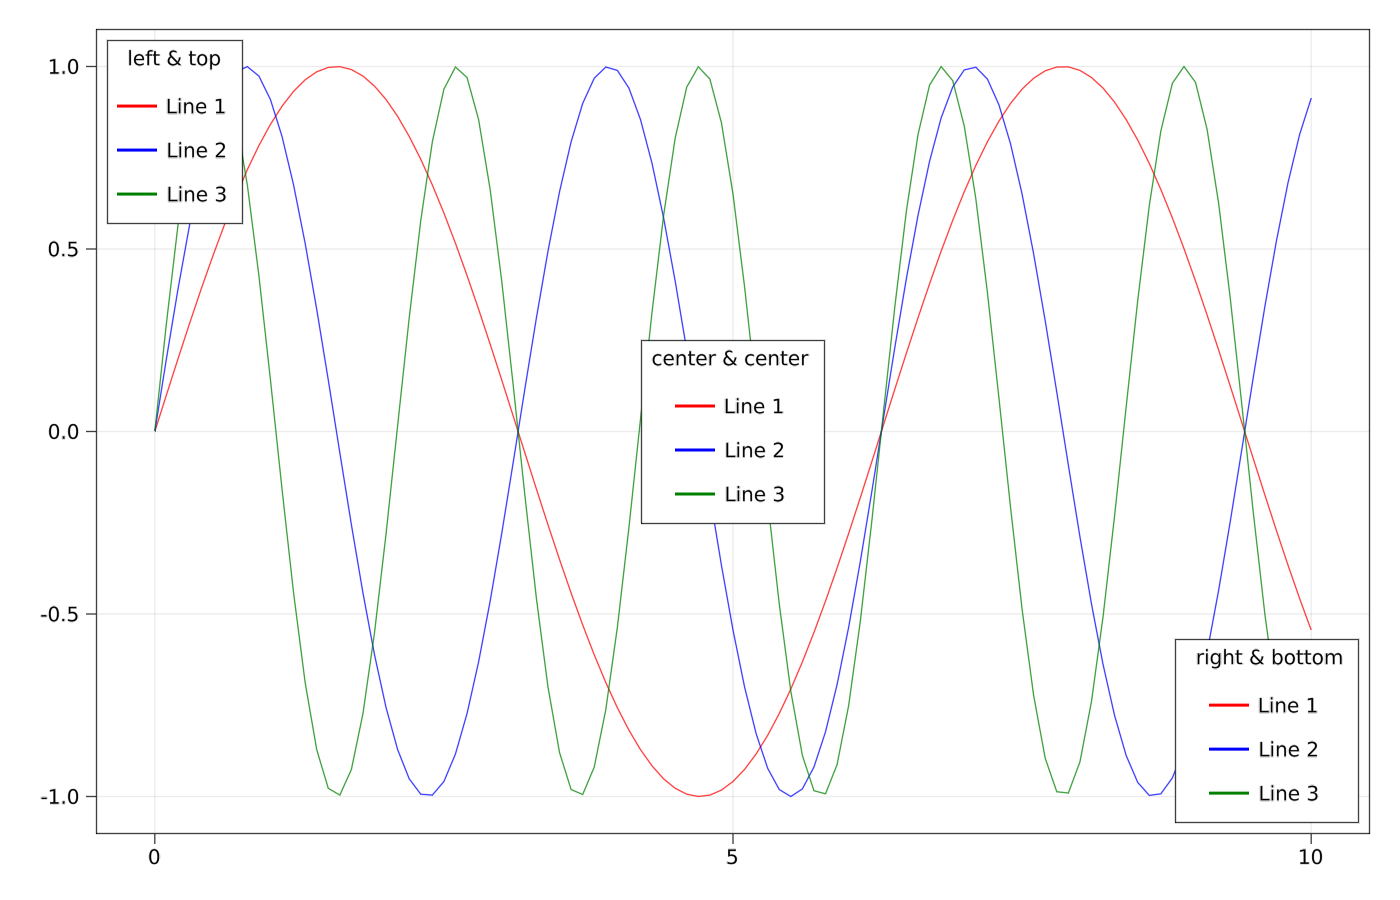 left & top
Line 1
Line 2
Line 3
center & center
Line 1
Line 2
Line 3
right & bottom
Line 1
Line 2
Line 3
1.0
0.5
0.0
-0.5
-1.0
0 5 10